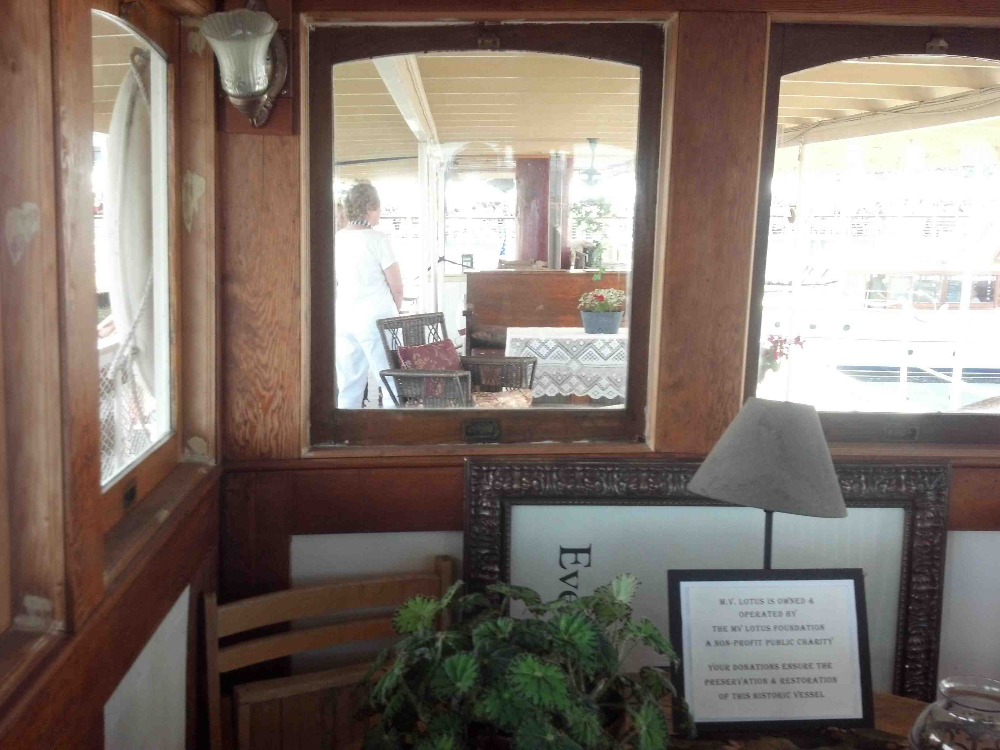 Eve
M.V. LOTUS IS OWNED &
OPERATED BY
THE MV LOTUS FOUNDATION
A NON-PROFIT PUBLIC CHARITY
YOUR DONATIONS ENSURE THE
PRESERVATION & RESTORATION
OF THIS HISTORIC VESSEL